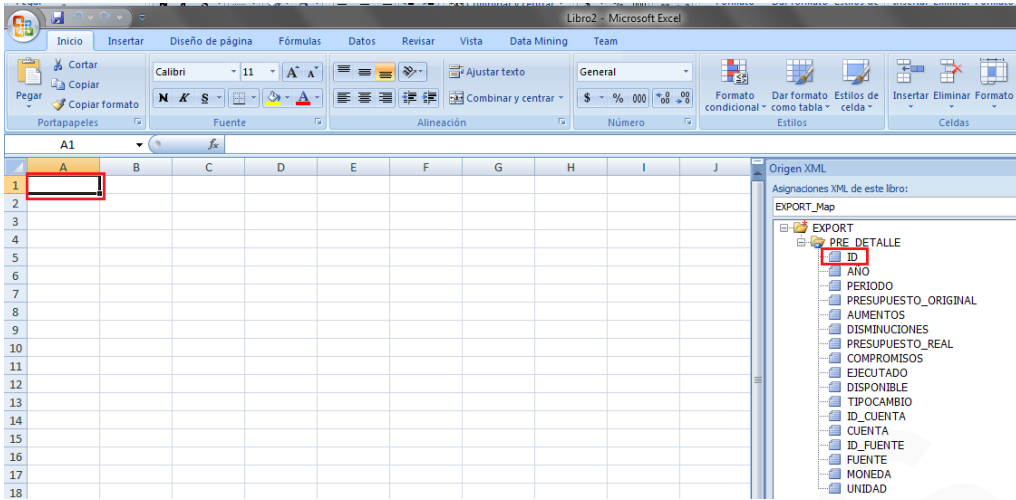 Libro2 - Microsoft Excel
Inicio Insertar Diseño de página Fórmulas Datos Revisar Vista Data Mining Team
Pegar
Cortar
Copiar
Copiar formato
Portapapeles
Calibri 11
N K S
Fuente
Ajustar texto
Combinar y centrar
Alineación
General
$ % 000
Número
Formato condicional
Dar formato como tabla
Estilos de celda
Estilos
Insertar Eliminar Formato
Celdas
A1 fx
A B C D E F G H I J
1
2
3
4
5
6
7
8
9
10
11
12
13
14
15
16
17
18
Origen XML
Asignaciones XML de este libro:
EXPORT_Map
EXPORT
PRE_DETALLE
ID
AÑO
PERIODO
PRESUPUESTO_ORIGINAL
AUMENTOS
DISMINUCIONES
PRESUPUESTO_REAL
COMPROMISOS
EJECUTADO
DISPONIBLE
TIPOCAMBIO
ID_CUENTA
CUENTA
ID_FUENTE
FUENTE
MONEDA
UNIDAD